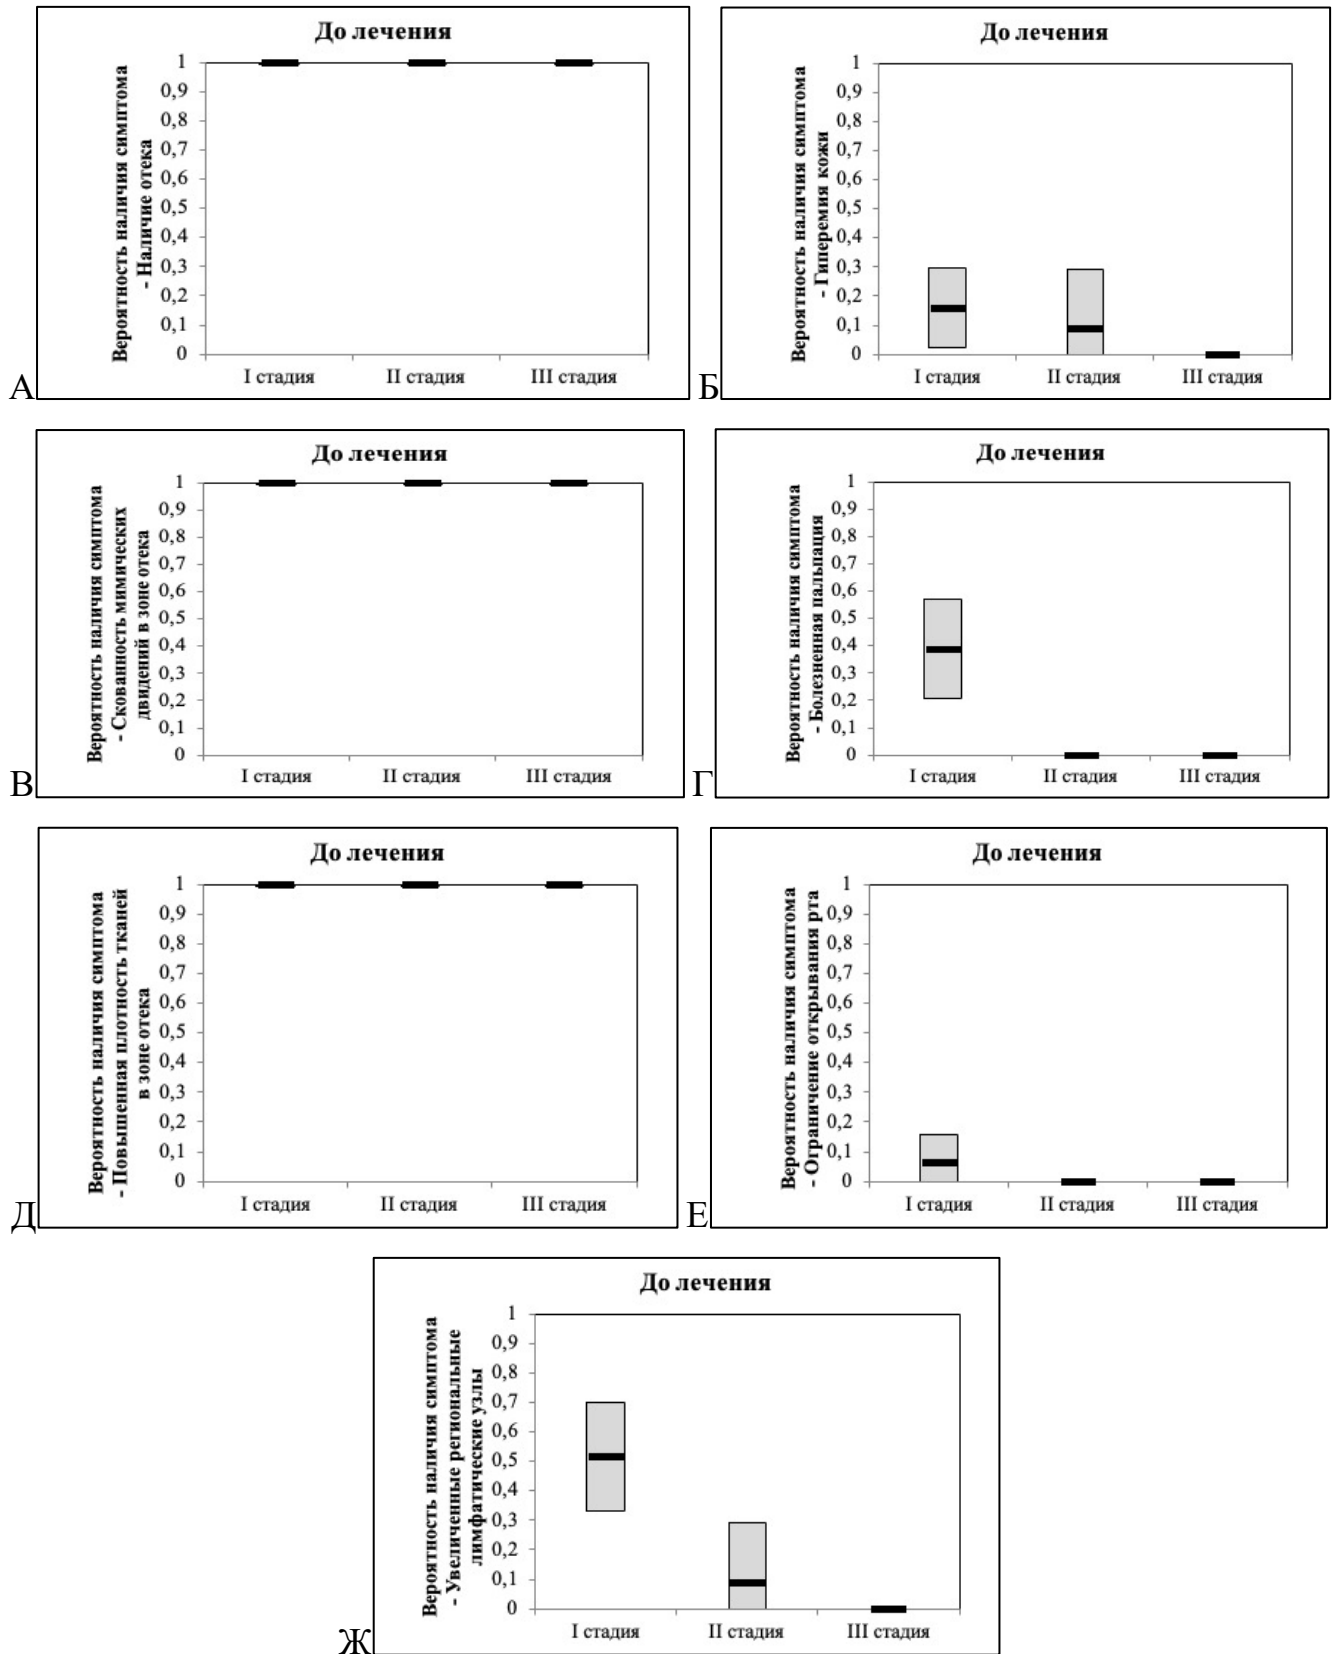 До лечения
Вероятность наличия симптома
- Наличие отека
1
0,9
0,8
0,7
0,6
0,5
0,4
0,3
0,2
0,1
0
I стадия II стадия III стадия
А
До лечения
Вероятность наличия симптома
- Гиперемия кожи
1
0,9
0,8
0,7
0,6
0,5
0,4
0,3
0,2
0,1
0
I стадия II стадия III стадия
Б
До лечения
Вероятность наличия симптома
- Скованность мимических
двидений в зоне отека
1
0,9
0,8
0,7
0,6
0,5
0,4
0,3
0,2
0,1
0
I стадия II стадия III стадия
В
До лечения
Вероятность наличия симптома
- Болезненная пальпация
1
0,9
0,8
0,7
0,6
0,5
0,4
0,3
0,2
0,1
0
I стадия II стадия III стадия
Г
До лечения
Вероятность наличия симптома
- Повышенная плотность тканей
в зоне отека
1
0,9
0,8
0,7
0,6
0,5
0,4
0,3
0,2
0,1
0
I стадия II стадия III стадия
Д
До лечения
Вероятность наличия симптома
- Ограничение открывания рта
1
0,9
0,8
0,7
0,6
0,5
0,4
0,3
0,2
0,1
0
I стадия II стадия III стадия
Е
До лечения
Вероятность наличия симптома
- Увеличенные региональные
лимфатические узлы
1
0,9
0,8
0,7
0,6
0,5
0,4
0,3
0,2
0,1
0
I стадия II стадия III стадия
Ж